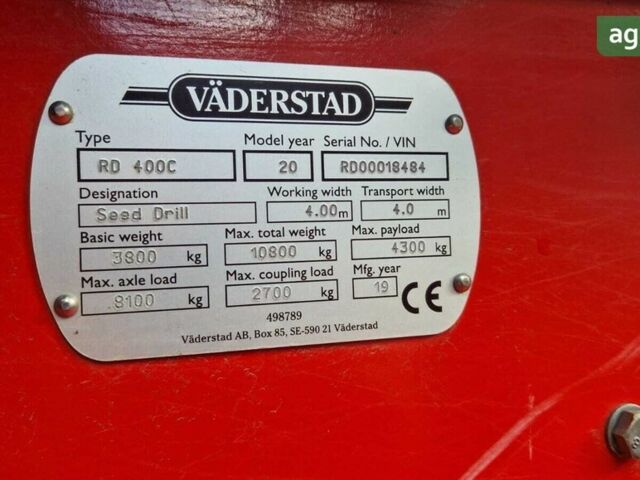 ag
VÄDERSTAD
Type Model year Serial No. / VIN
RD 400C 20 RD00018484
Designation Working width Transport width
Seed Drill 4.00 m 4.0 m
Basic weight Max. total weight Max. payload
3800 kg 10800 kg 4300 kg
Max. axle load Max. coupling load Mfg. year
8100 kg 2700 kg 19 CE
498789
Väderstad AB, Box 85, SE-590 21 Väderstad